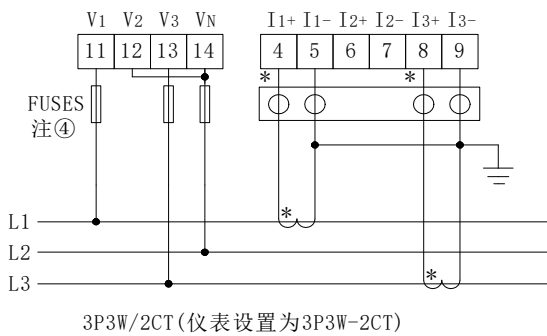 V1 V2 V3 VN I1+ I1- I2+ I2- I3+ I3-
11 12 13 14 4 5 6 7 8 9
* *
FUSES
注④
L1 *
L2
L3 *
3P3W/2CT(仪表设置为3P3W-2CT)